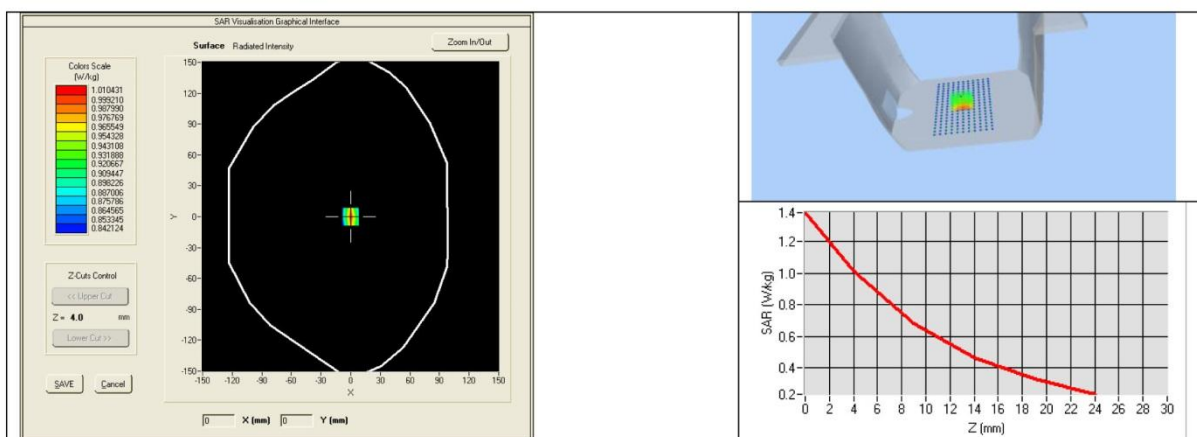 SAR Visualisation Graphical Interface
Surface Radiated Intensity
Zoom In/Out
Colors Scale
(W/kg)
1.010431
0.999210
0.987990
0.976769
0.965549
0.954328
0.943108
0.931888
0.920667
0.909447
0.898226
0.887006
0.875786
0.864565
0.853345
0.842124
Z-Cuts Control
<< Upper Cut
Z = 4.0 mm
Lower Cut >>
SAVE Cancel
150
120
90
60
30
0
-30
-60
-90
-120
-150
Y
-150 -120 -90 -60 -30 0 30 60 90 120 150
X
0 X (mm) 0 Y (mm)
1.4
1.2
1.0
0.8
0.6
0.4
0.2
SAR (W/kg)
0 2 4 6 8 10 12 14 16 18 20 22 24 26 28 30
Z (mm)